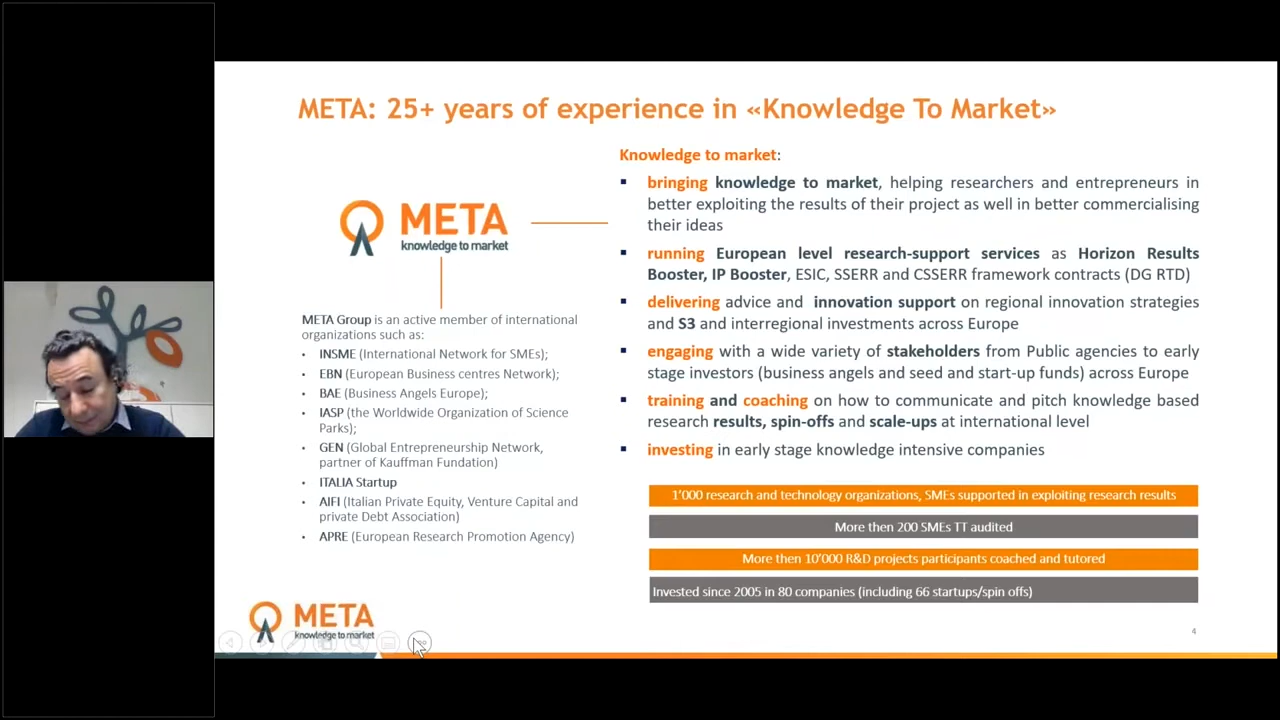 META: 25+ years of experience in «Knowledge To Market»
META
knowledge to market
META Group is an active member of international
organizations such as:
• INSME (International Network for SMEs);
• EBN (European Business centres Network);
• BAE (Business Angels Europe);
• IASP (the Worldwide Organization of Science
Parks);
• GEN (Global Entrepreneurship Network,
partner of Kauffman Fundation)
• ITALIA Startup
• AIFI (Italian Private Equity, Venture Capital and
private Debt Association)
• APRE (European Research Promotion Agency)
Knowledge to market:
▪ bringing knowledge to market, helping researchers and entrepreneurs in
better exploiting the results of their project as well in better commercialising
their ideas
▪ running European level research-support services as Horizon Results
Booster, IP Booster, ESIC, SSERR and CSSERR framework contracts (DG RTD)
▪ delivering advice and innovation support on regional innovation strategies
and S3 and interregional investments across Europe
▪ engaging with a wide variety of stakeholders from Public agencies to early
stage investors (business angels and seed and start-up funds) across Europe
▪ training and coaching on how to communicate and pitch knowledge based
research results, spin-offs and scale-ups at international level
▪ investing in early stage knowledge intensive companies
1'000 research and technology organizations, SMEs supported in exploiting research results
More then 200 SMEs TT audited
More then 10'000 R&D projects participants coached and tutored
Invested since 2005 in 80 companies (including 66 startups/spin offs)
META
knowledge to market
4